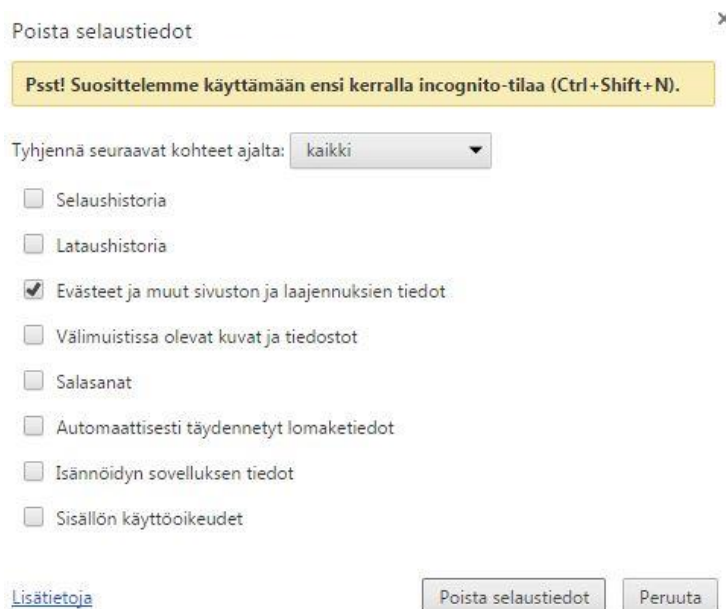 Poista selaustiedot
Psst! Suosittelemme käyttämään ensi kerralla incognito-tilaa (Ctrl+Shift+N).
Tyhjennä seuraavat kohteet ajalta: kaikki
Selaushistoria
Lataushistoria
Evästeet ja muut sivuston ja laajennuksien tiedot
Välimuistissa olevat kuvat ja tiedostot
Salasanat
Automaattisesti täydennetyt lomaketiedot
Isännöidyn sovelluksen tiedot
Sisällön käyttöoikeudet
Lisätietoja Poista selaustiedot Peruuta